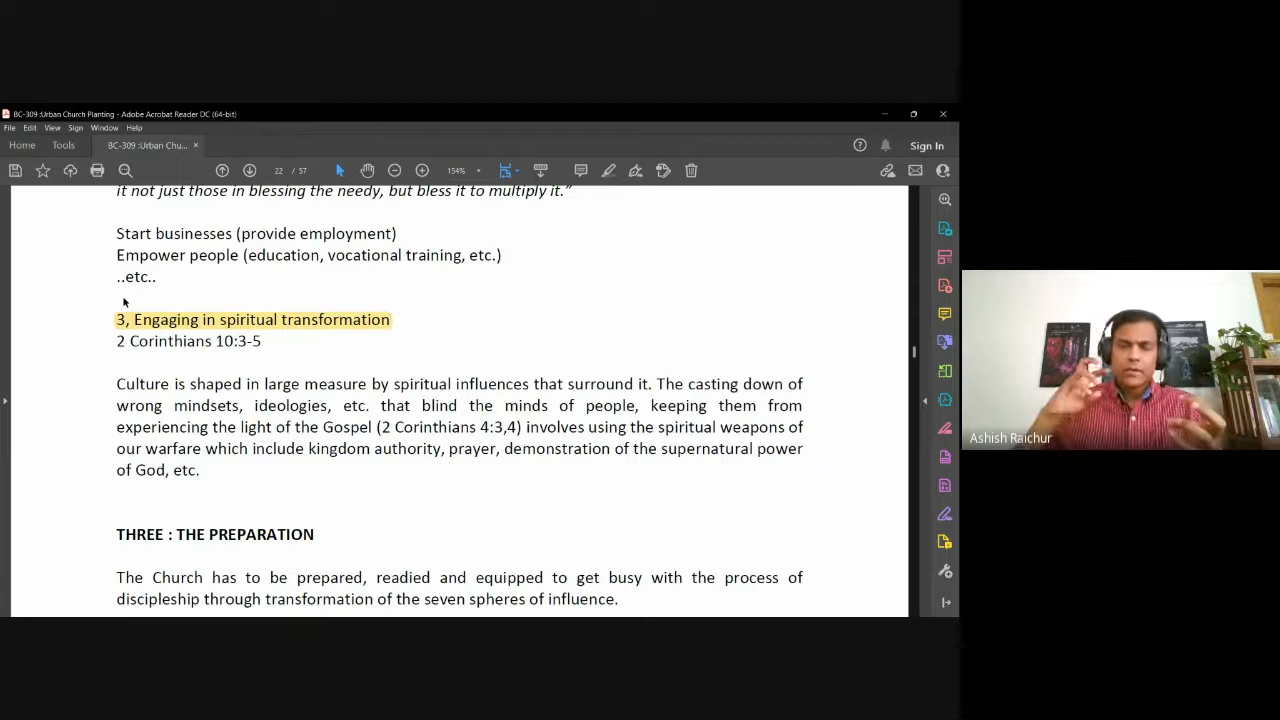 BC-309 :Urban Church Planting - Adobe Acrobat Reader DC (64-bit)
File Edit View Sign Window Help
Home Tools BC-309 :Urban Chu... × Sign In
22 / 57 154%
it not just those in blessing the needy, but bless it to multiply it.”
Start businesses (provide employment)
Empower people (education, vocational training, etc.)
..etc..
3, Engaging in spiritual transformation
2 Corinthians 10:3-5
Culture is shaped in large measure by spiritual influences that surround it. The casting down of
wrong mindsets, ideologies, etc. that blind the minds of people, keeping them from
experiencing the light of the Gospel (2 Corinthians 4:3,4) involves using the spiritual weapons of
our warfare which include kingdom authority, prayer, demonstration of the supernatural power
of God, etc.
THREE : THE PREPARATION
The Church has to be prepared, readied and equipped to get busy with the process of
discipleship through transformation of the seven spheres of influence.
Ashish Raichur